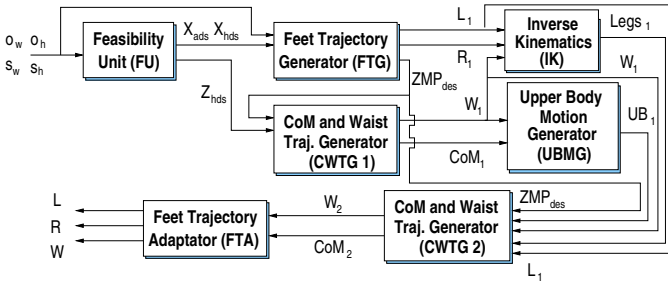 o_w o_h
s_w s_h
Feasibility
Unit (FU)
X_ads X_hds
Z_hds
Feet Trajectory
Generator (FTG)
L_1
R_1
ZMP_des
Inverse
Kinematics
(IK)
Legs_1
W_1
CoM and Waist
Traj. Generator
(CWTG 1)
W_1
CoM_1
Upper Body
Motion
Generator
(UBMG)
UB_1
L
R
W
Feet Trajectory
Adaptator (FTA)
W_2
CoM_2
CoM and Waist
Traj. Generator
(CWTG 2)
ZMP_des
L_1